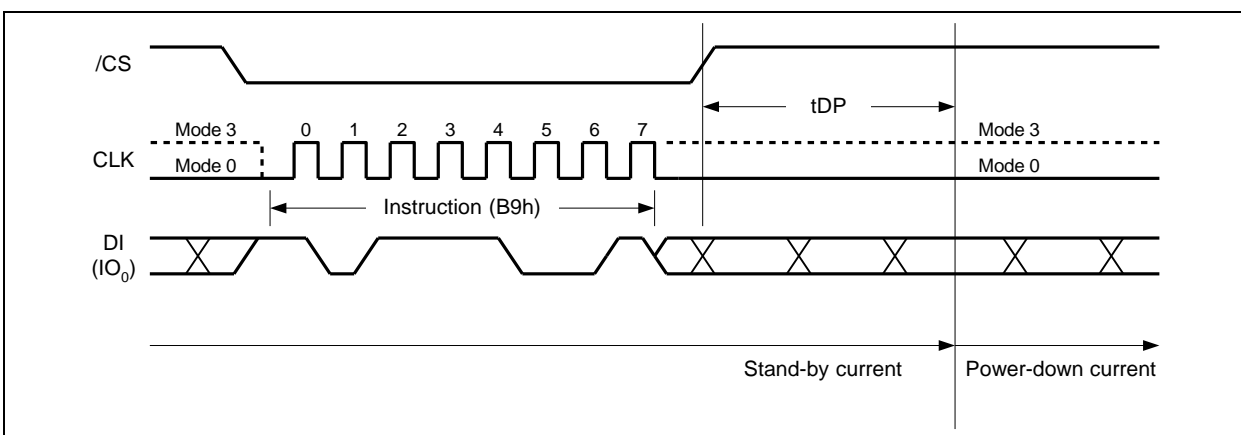 /CS
tDP
Mode 3 0 1 2 3 4 5 6 7 Mode 3
CLK
Mode 0 Mode 0
Instruction (B9h)
DI
(IO₀)
Stand-by current Power-down current